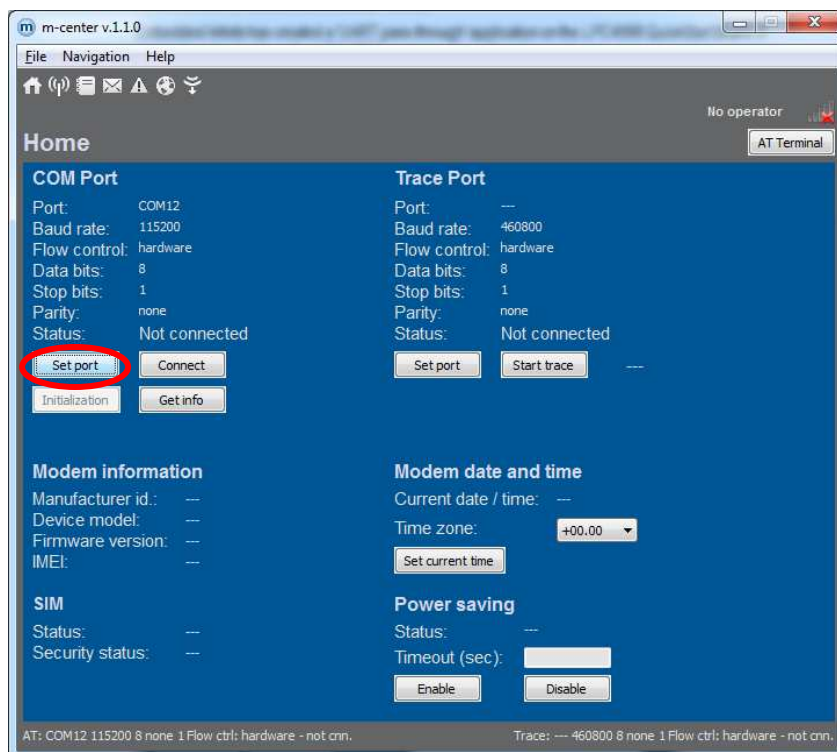 m-center v.1.1.0
File Navigation Help
No operator
Home
AT Terminal
COM Port
Port: COM12
Baud rate: 115200
Flow control: hardware
Data bits: 8
Stop bits: 1
Parity: none
Status: Not connected
Set port Connect
Initialization Get info
Trace Port
Port: ---
Baud rate: 460800
Flow control: hardware
Data bits: 8
Stop bits: 1
Parity: none
Status: Not connected
Set port Start trace ---
Modem information
Manufacturer id.: ---
Device model: ---
Firmware version: ---
IMEI: ---
Modem date and time
Current date / time: ---
Time zone: +00.00
Set current time
SIM
Status: ---
Security status: ---
Power saving
Status: ---
Timeout (sec):
Enable Disable
AT: COM12 115200 8 none 1 Flow ctrl: hardware - not cnn.
Trace: --- 460800 8 none 1 Flow ctrl: hardware - not cnn.